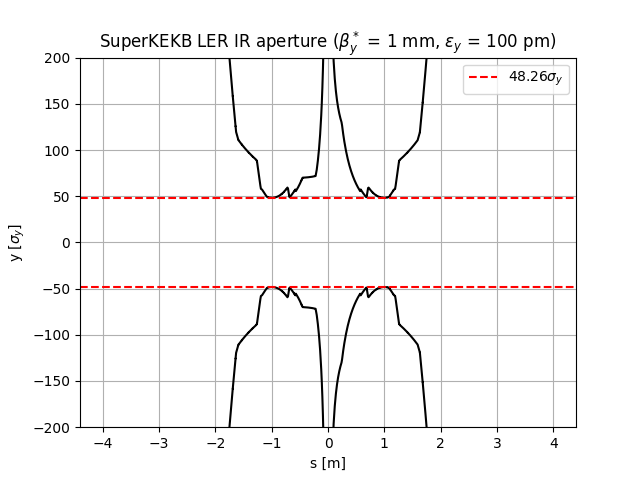 SuperKEKB LER IR aperture (β*y = 1 mm, εy = 100 pm)
48.26σy
200
150
100
50
0
−50
−100
−150
−200
y [σy]
−4 −3 −2 −1 0 1 2 3 4
s [m]